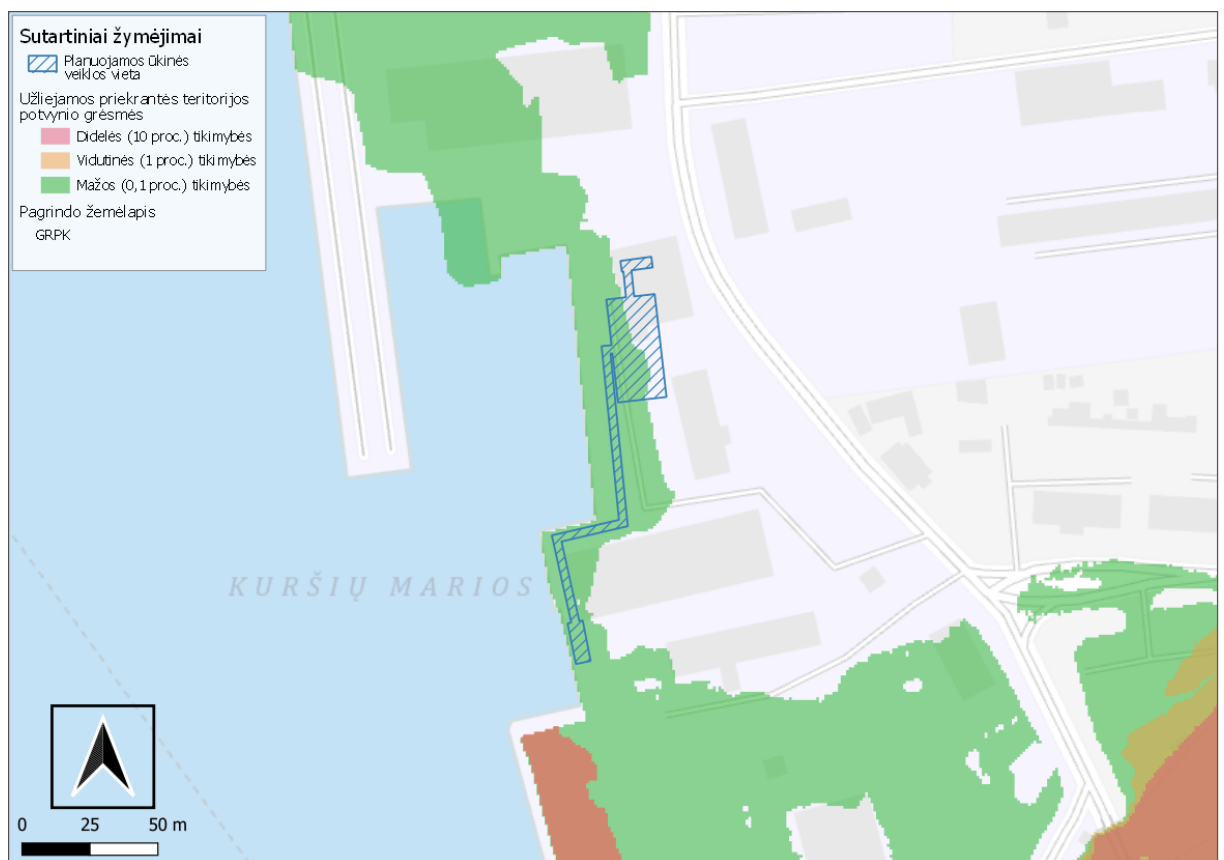 Sutartiniai žymėjimai
Planuojamos ūkinės
veiklos vieta
Užliejamos priekrantės teritorijos
potvynio grėsmės
Didelės (10 proc.) tikimybės
Vidutinės (1 proc.) tikimybės
Mažos (0,1 proc.) tikimybės
Pagrindo žemėlapis
GRPK
KURŠIŲ MARIOS
0 25 50 m